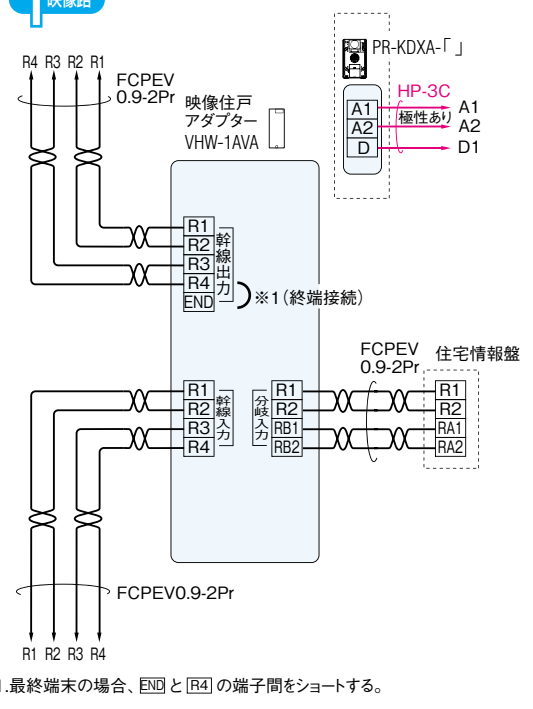 映像路
R4 R3 R2 R1
FCPEV
0.9-2Pr
映像住戸
アダプター
VHW-1AVA
PR-KDXA-「 」
HP-3C
極性あり
A1 A1
A2 A2
D D1
R1
R2
R3
R4
END
幹線出力
※1(終端接続)
FCPEV
0.9-2Pr
住宅情報盤
R1
R2
R3
R4
幹線入力
分岐入力
R1
R2
RB1
RB2
R1
R2
RA1
RA2
FCPEV0.9-2Pr
R1 R2 R3 R4
1.最終端末の場合、ENDとR4の端子間をショートする。